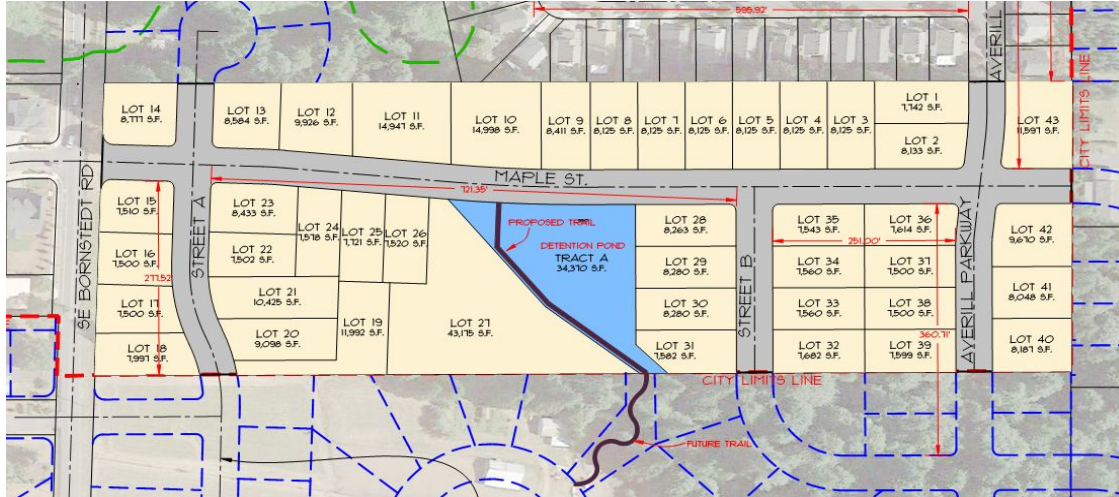 595.92'
AVERILL
LOT 14
8,777 S.F.
LOT 13
8,584 S.F.
LOT 12
9,926 S.F.
LOT 11
14,947 S.F.
LOT 10
14,998 S.F.
LOT 9
8,411 S.F.
LOT 8
8,125 S.F.
LOT 7
8,125 S.F.
LOT 6
8,125 S.F.
LOT 5
8,125 S.F.
LOT 4
8,125 S.F.
LOT 3
8,125 S.F.
LOT 1
7,742 S.F.
LOT 2
8,133 S.F.
LOT 43
11,597 S.F.
CITY LIMITS LINE
MAPLE ST.
721.35'
SE BORNSTEDT RD
STREET A
LOT 15
7,510 S.F.
LOT 16
7,500 S.F.
277.52'
LOT 17
7,500 S.F.
LOT 18
7,997 S.F.
LOT 23
8,433 S.F.
LOT 22
7,502 S.F.
LOT 21
10,425 S.F.
LOT 20
9,098 S.F.
LOT 24
7,578 S.F.
LOT 25
7,721 S.F.
LOT 26
7,520 S.F.
LOT 19
11,992 S.F.
LOT 27
43,175 S.F.
PROPOSED TRAIL
DETENTION POND
TRACT A
34,370 S.F.
LOT 28
8,263 S.F.
LOT 29
8,280 S.F.
LOT 30
8,280 S.F.
LOT 31
7,582 S.F.
STREET B
LOT 35
7,543 S.F.
LOT 36
7,614 S.F.
251.00'
LOT 34
7,560 S.F.
LOT 37
7,500 S.F.
LOT 33
7,560 S.F.
LOT 38
7,500 S.F.
LOT 32
7,682 S.F.
LOT 39
7,599 S.F.
360.71'
AVERILL PARKWAY
LOT 42
9,670 S.F.
LOT 41
8,048 S.F.
LOT 40
8,187 S.F.
CITY LIMITS LINE
FUTURE TRAIL